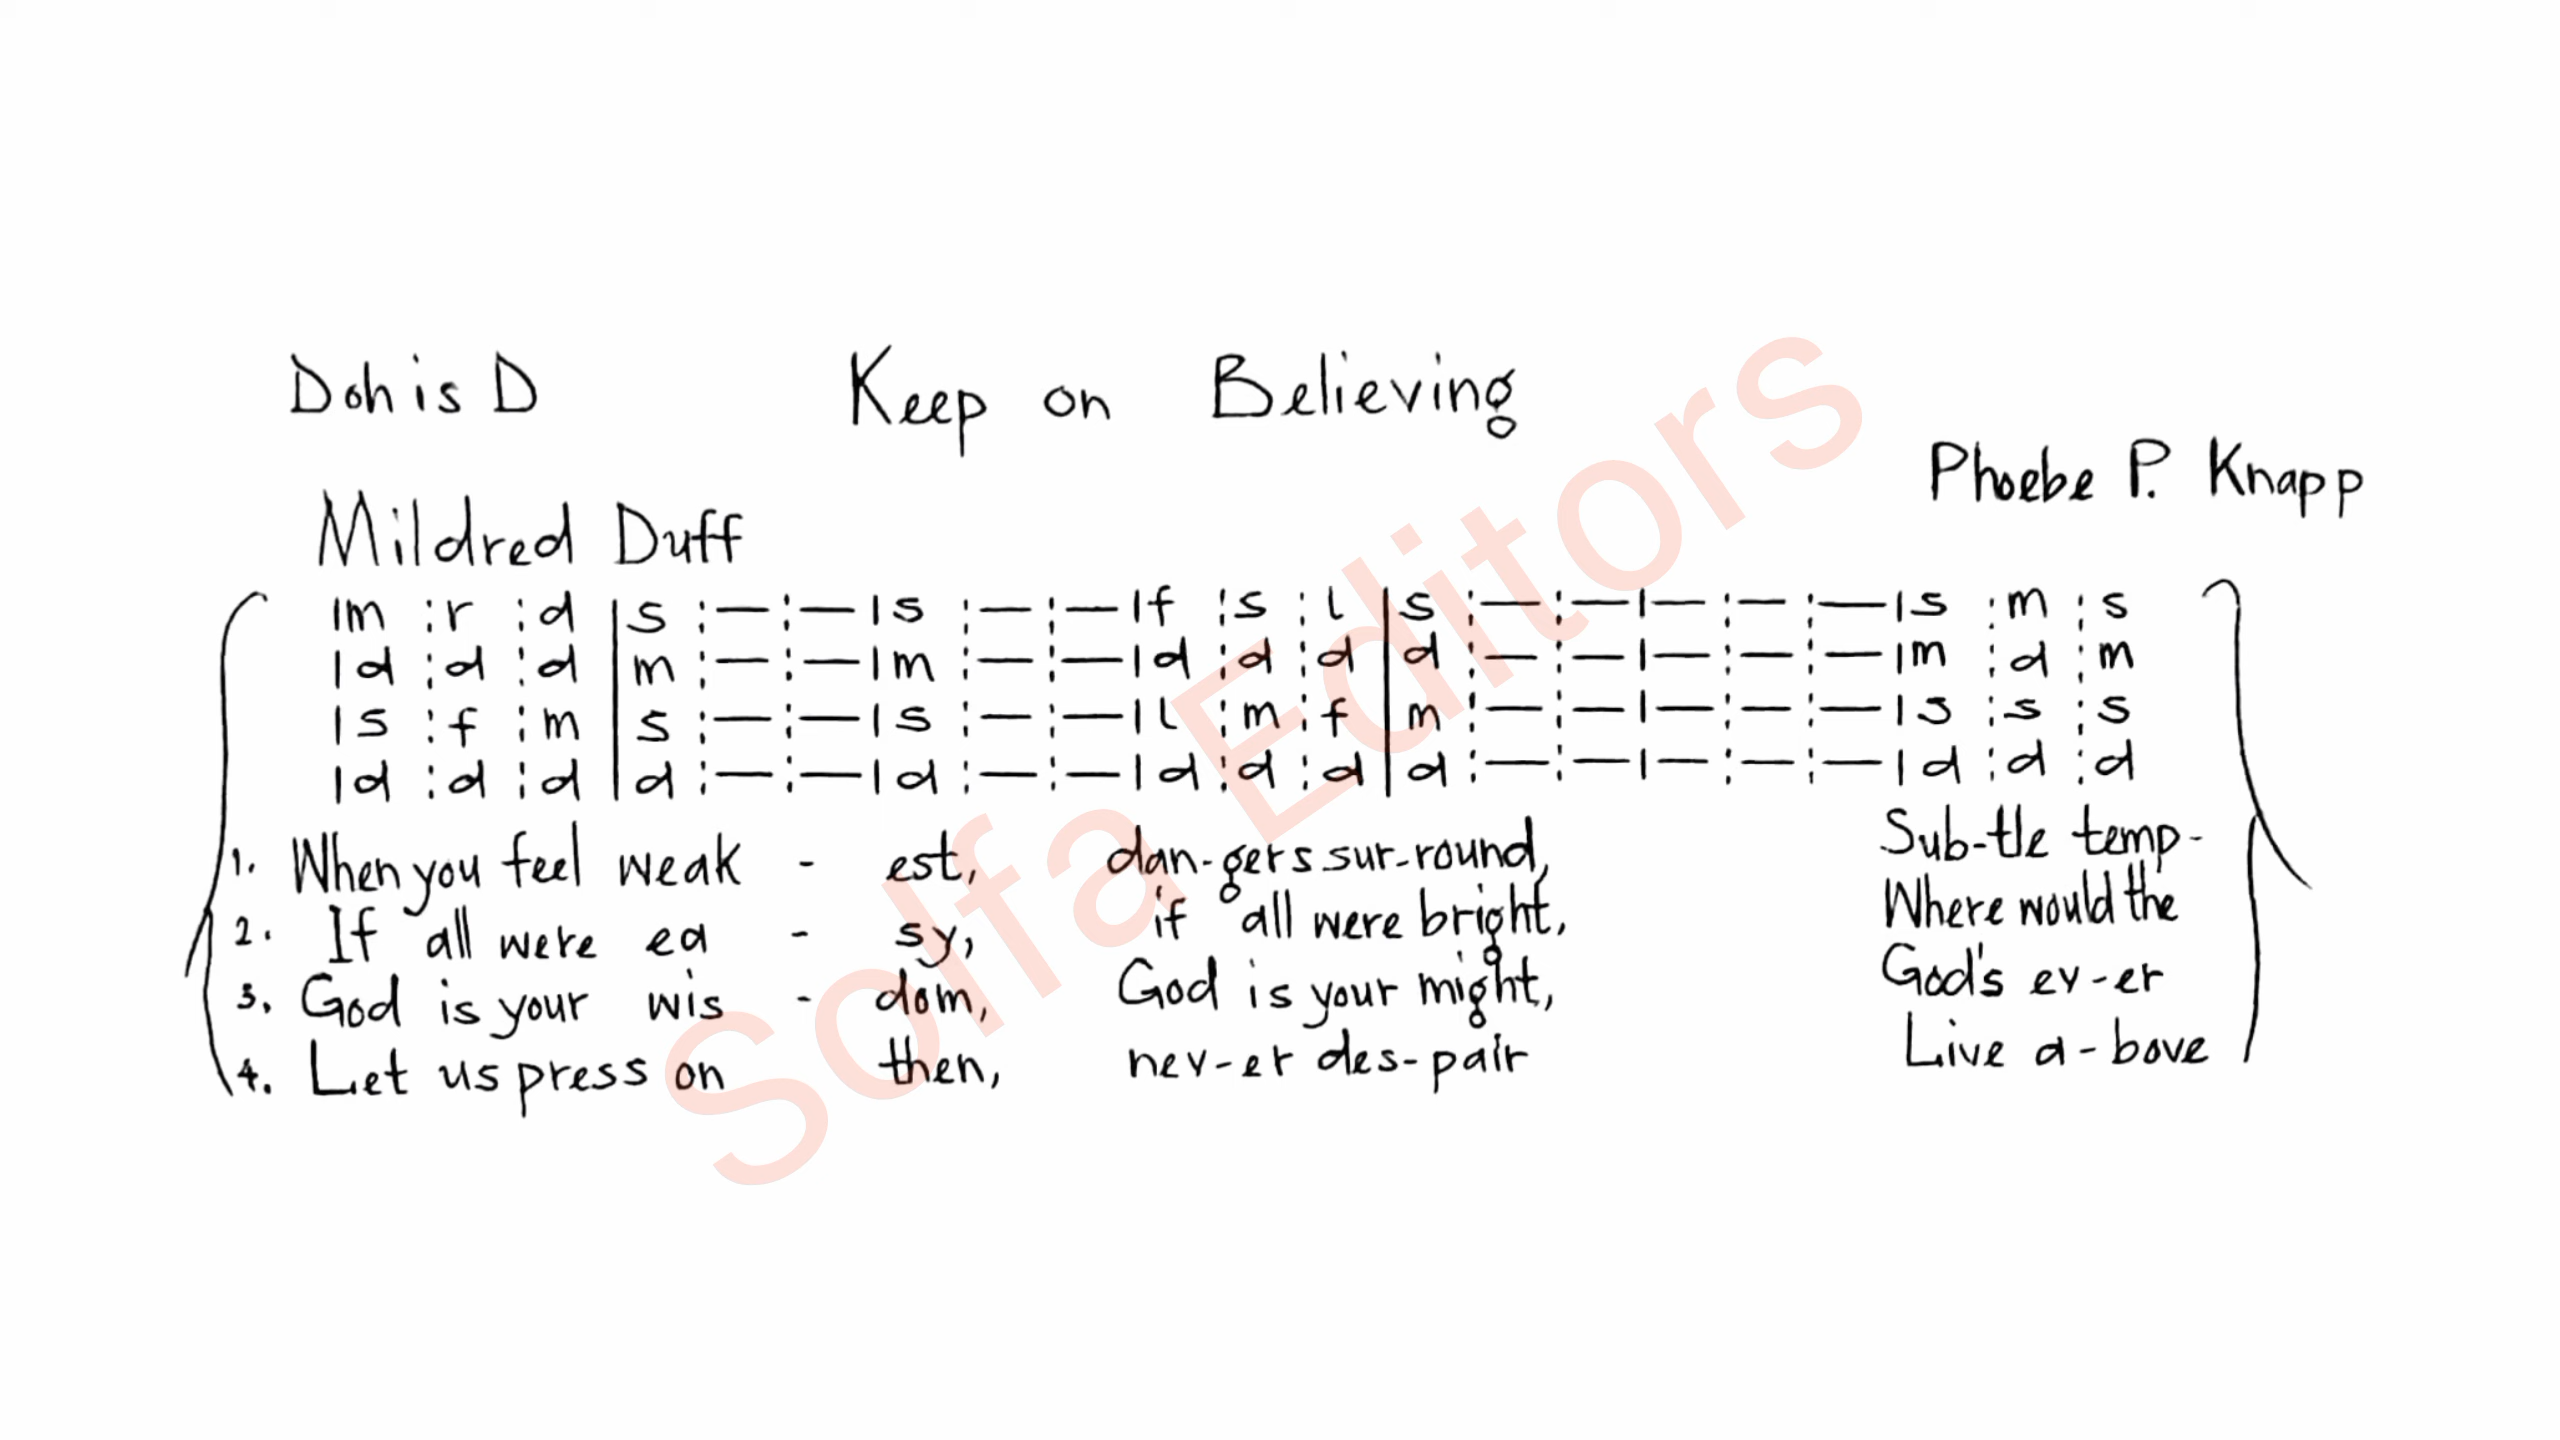 Doh is D Keep on Believing
Phoebe P. Knapp
Mildred Duff
|m :r :d |s :— :— |s :— :— |f :s :l |s :— :— |— :— :— |s :m :s
|d :d :d |m :— :— |m :— :— |d :d :d |d :— :— |— :— :— |m :d :m
|s :f :m |s :— :— |s :— :— |l :m :f |m :— :— |— :— :— |s :s :s
|d :d :d |d :— :— |d :— :— |d :d :d |d :— :— |— :— :— |d :d :d
1. When you feel weak - est, dan-gers sur-round, Sub-tle temp-
2. If all were ea - sy, if all were bright, Where would the
3. God is your wis - dom, God is your might, God's ev-er
4. Let us press on then, nev-er des-pair Live a-bove
Solfa Editors